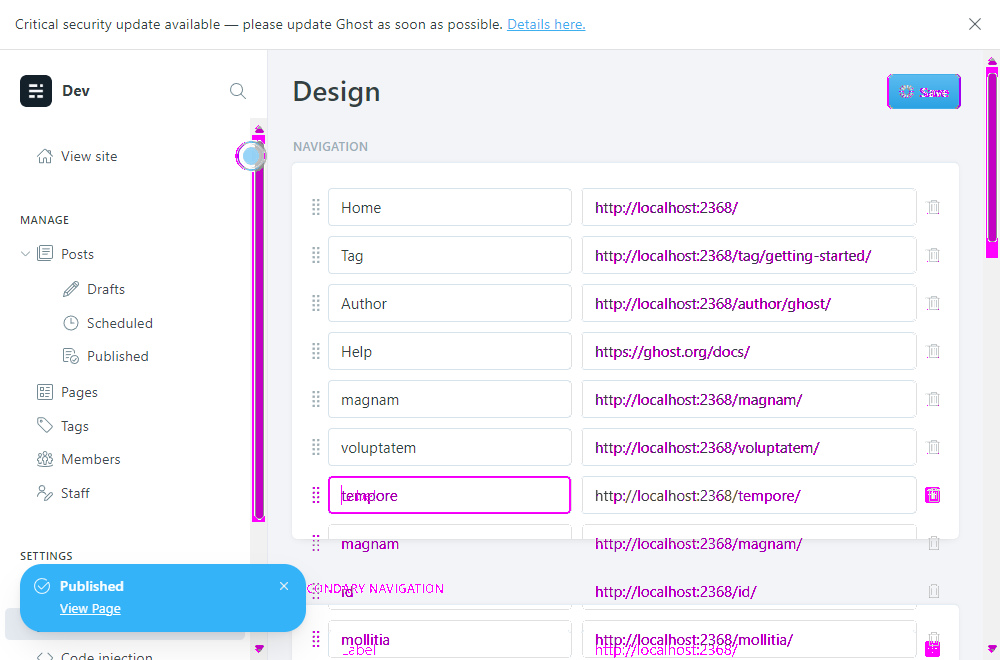 Critical security update available — please update Ghost as soon as possible. Details here.
Dev
Design
Save
View site
NAVIGATION
Home
http://localhost:2368/
MANAGE
Tag
http://localhost:2368/tag/getting-started/
Posts
Drafts
Author
http://localhost:2368/author/ghost/
Scheduled
Published
Help
https://ghost.org/docs/
Pages
magnam
http://localhost:2368/magnam/
Tags
Members
voluptatem
http://localhost:2368/voluptatem/
Staff
tempore
http://localhost:2368/tempore/
magnam
http://localhost:2368/magnam/
SETTINGS
Published
View Page
NDARY NAVIGATION
id
http://localhost:2368/id/
mollitia
http://localhost:2368/mollitia/
Label
http://localhost:2368/
Code injection